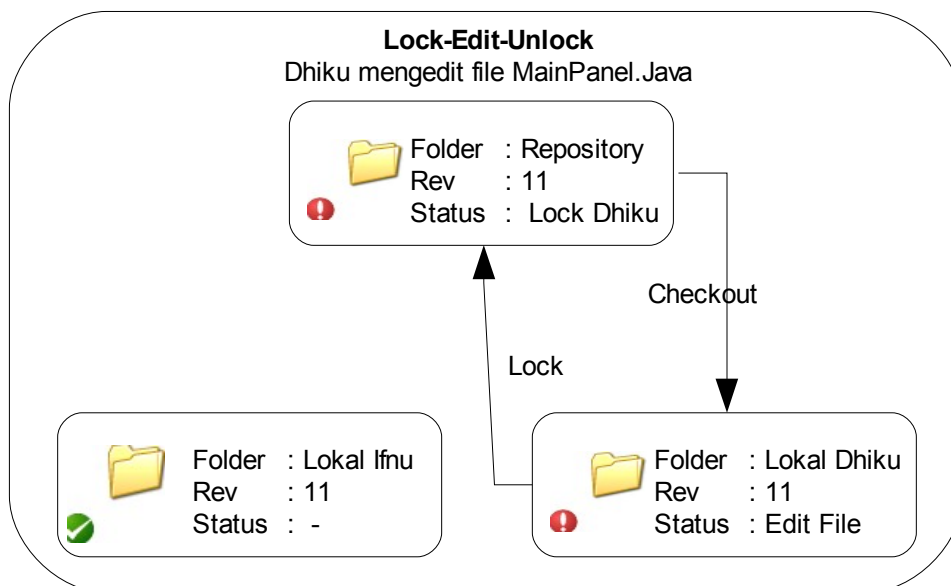 Lock-Edit-Unlock
Dhiku mengedit file MainPanel.Java
Folder : Repository
Rev : 11
Status : Lock Dhiku
Checkout
Lock
Folder : Lokal Ifnu
Rev : 11
Status : -
Folder : Lokal Dhiku
Rev : 11
Status : Edit File